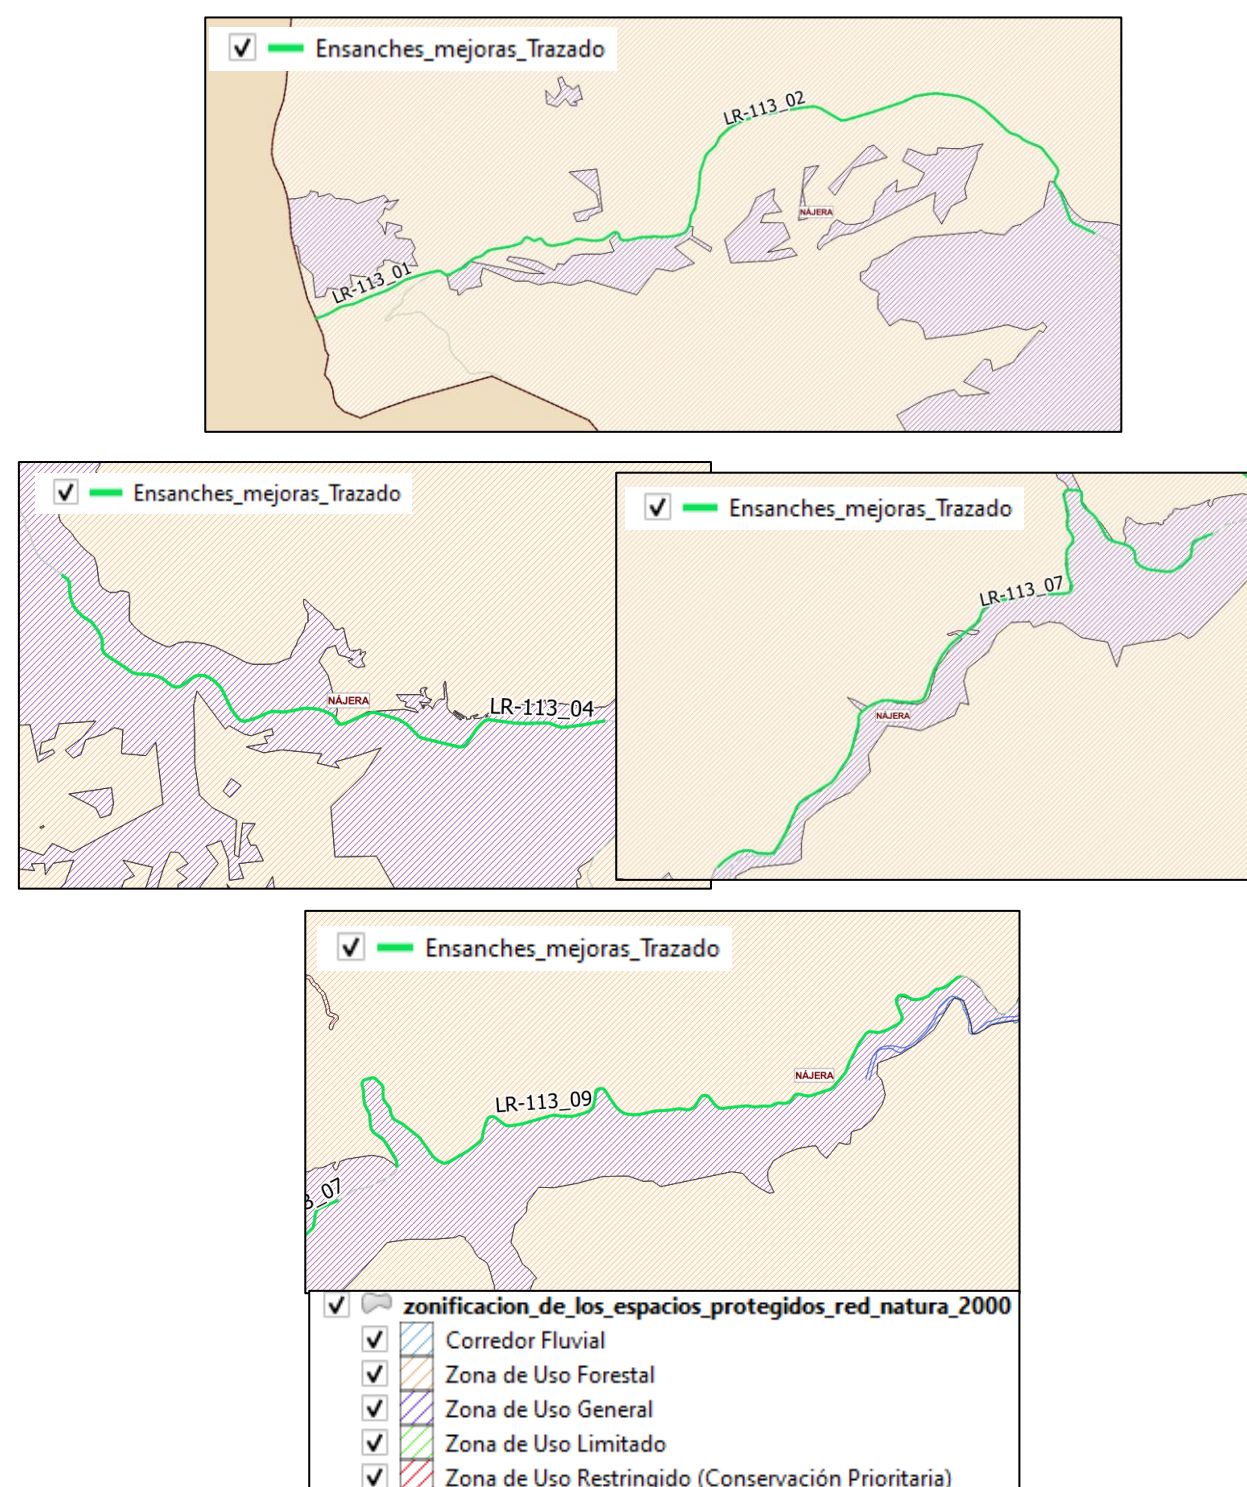 Ensanches_mejoras_Trazado
LR-113_02
NÁJERA
LR-113_01
Ensanches_mejoras_Trazado
NÁJERA
LR-113_04
Ensanches_mejoras_Trazado
LR-113_07
NÁJERA
Ensanches_mejoras_Trazado
NÁJERA
LR-113_09
3_07
zonificacion_de_los_espacios_protegidos_red_natura_2000
Corredor Fluvial
Zona de Uso Forestal
Zona de Uso General
Zona de Uso Limitado
Zona de Uso Restringido (Conservación Prioritaria)